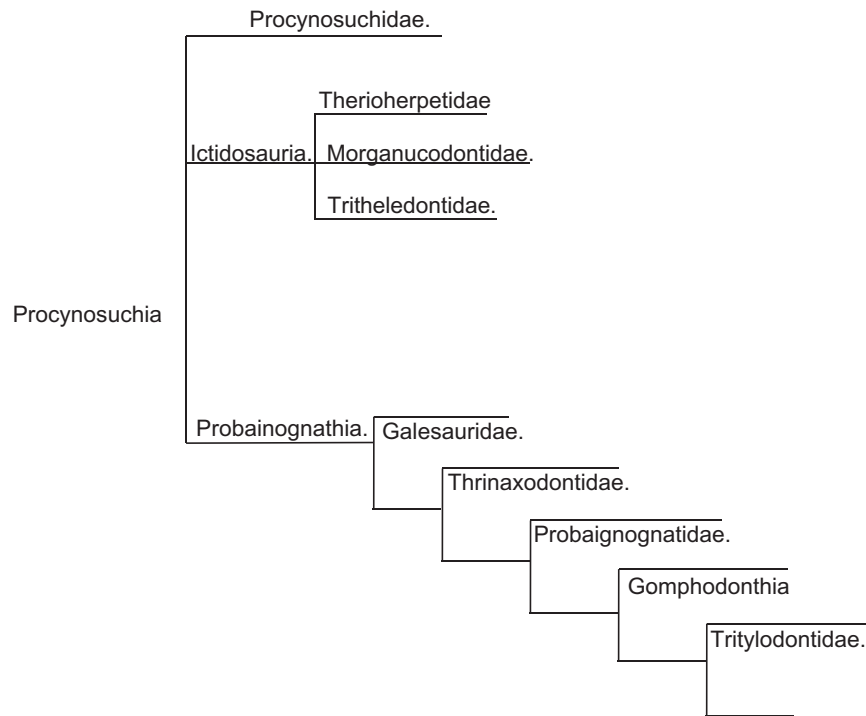 Procynosuchidae.
Therioherpetidae
Ictidosauria.
Morganucodontidae.
Tritheledontidae.
Procynosuchia
Probainognathia.
Galesauridae.
Thrinaxodontidae.
Probaignognatidae.
Gomphodonthia
Tritylodontidae.